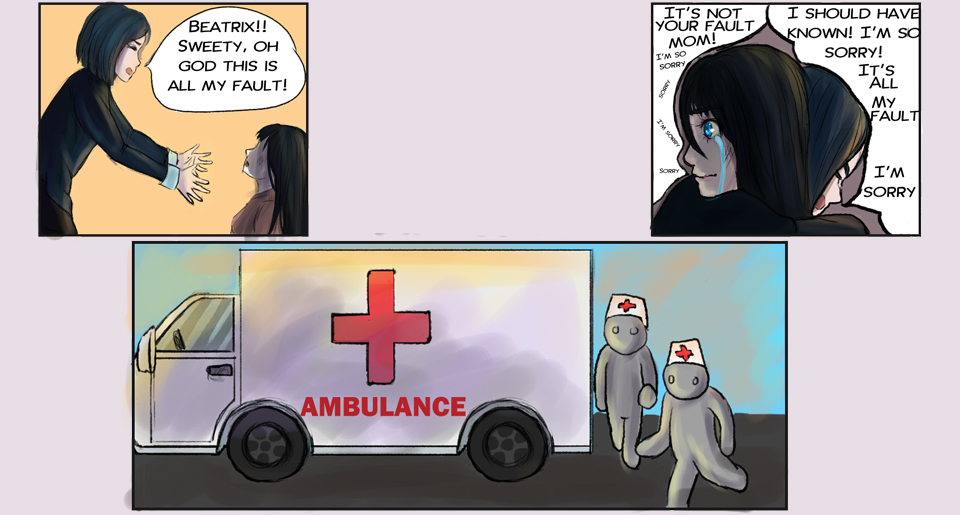 BEATRIX!!
SWEETY, OH
GOD THIS IS
ALL MY FAULT!
IT'S NOT
YOUR FAULT
MOM!
I'M SO
SORRY
SORRY
I'M SORRY
SORRY
I SHOULD HAVE
KNOWN! I'M SO
SORRY!
IT'S
ALL
MY
FAULT
I'M
SORRY
AMBULANCE